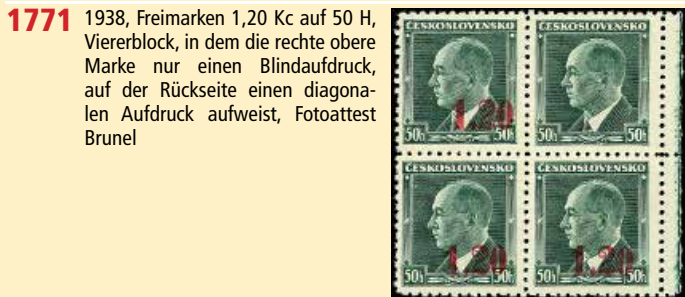 1771 1938, Freimarken 1,20 Kc auf 50 H,
Viererblock, in dem die rechte obere
Marke nur einen Blindaufdruck,
auf der Rückseite einen diagona-
len Aufdruck aufweist, Fotoattest
Brunel
ČESKOSLOVENSKO ČESKOSLOVENSKO
1.20
50h 50h 50h 50h
ČESKOSLOVENSKO ČESKOSLOVENSKO
1.20 1.20
50h 50h 50h 50h